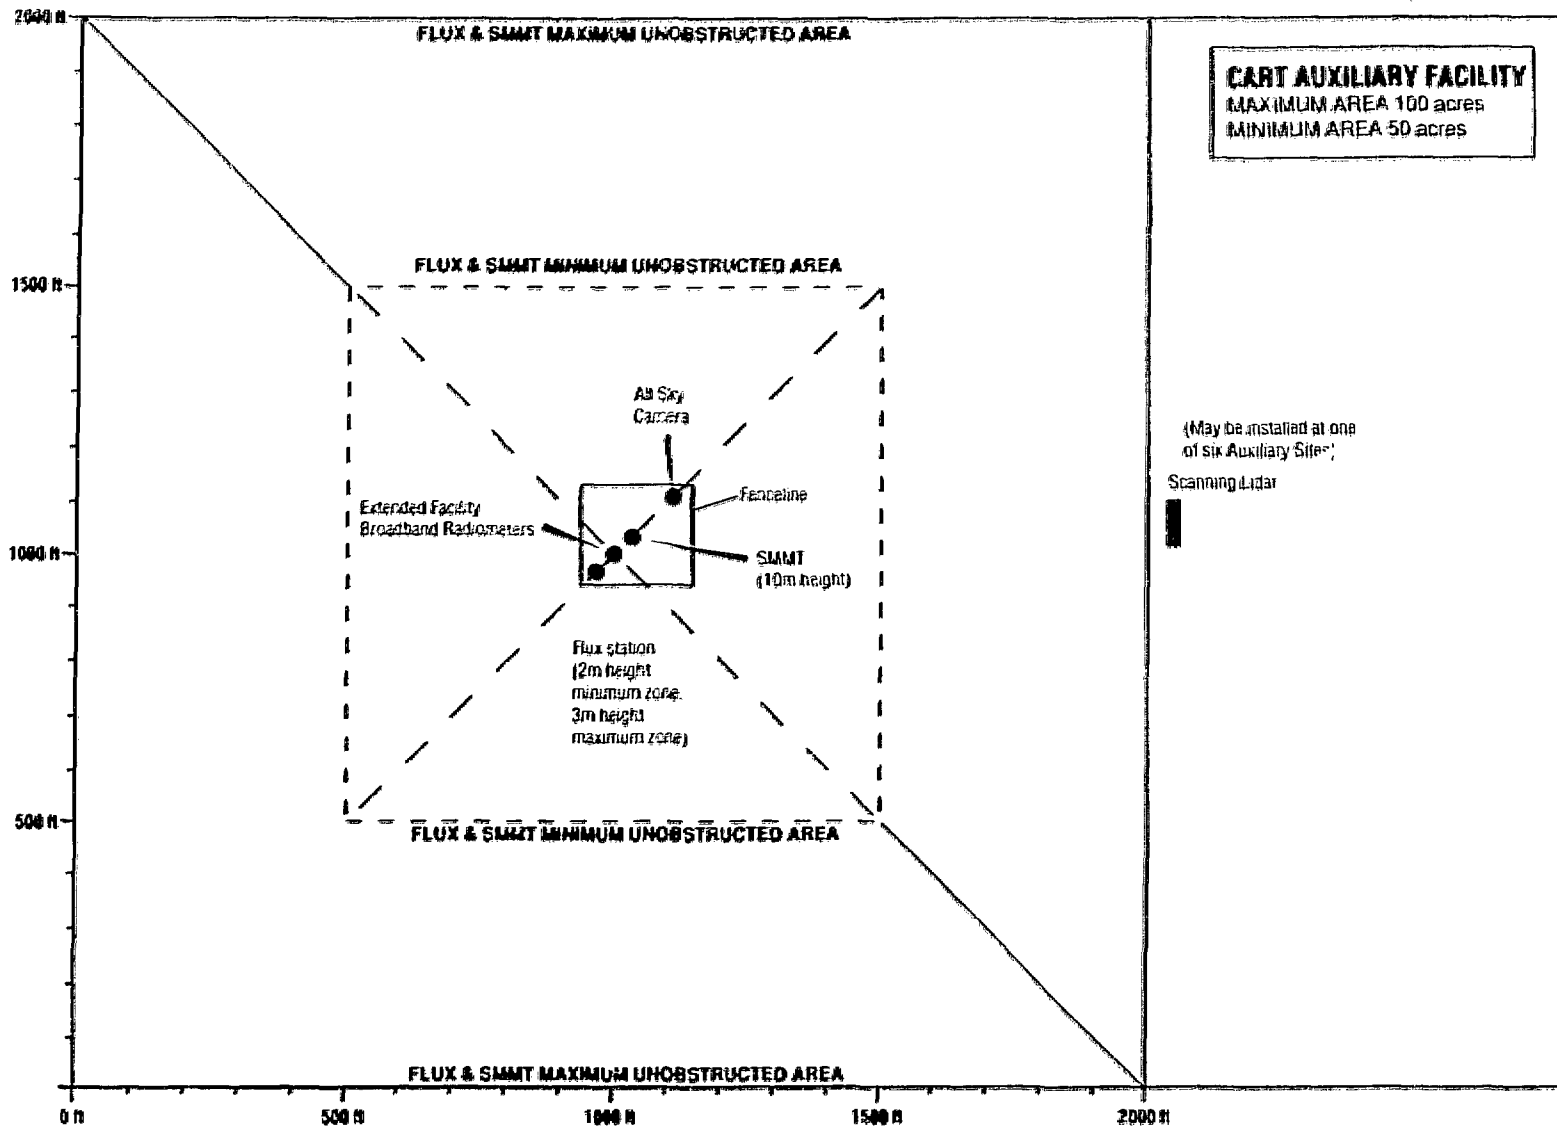 2000 ft
FLUX & SMMT MAXIMUM UNOBSTRUCTED AREA
CART AUXILIARY FACILITY
MAXIMUM AREA 100 acres
MINIMUM AREA 50 acres
FLUX & SMMT MINIMUM UNOBSTRUCTED AREA
1500 ft
All Sky
Camera
(May be installed at one
of six Auxiliary Sites)
Scanning Lidar
Fenceline
Extended Facility
Broadband Radiometers
1000 ft
SMMT
(10m height)
Flux station
(2m height
minimum zone,
3m height
maximum zone)
500 ft
FLUX & SMMT MINIMUM UNOBSTRUCTED AREA
FLUX & SMMT MAXIMUM UNOBSTRUCTED AREA
0 ft
500 ft
1000 ft
1500 ft
2000 ft